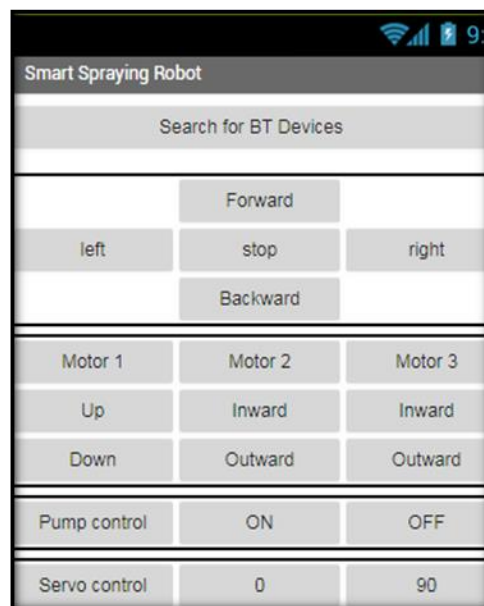 9:
Smart Spraying Robot
Search for BT Devices
Forward
left stop right
Backward
Motor 1 Motor 2 Motor 3
Up Inward Inward
Down Outward Outward
Pump control ON OFF
Servo control 0 90